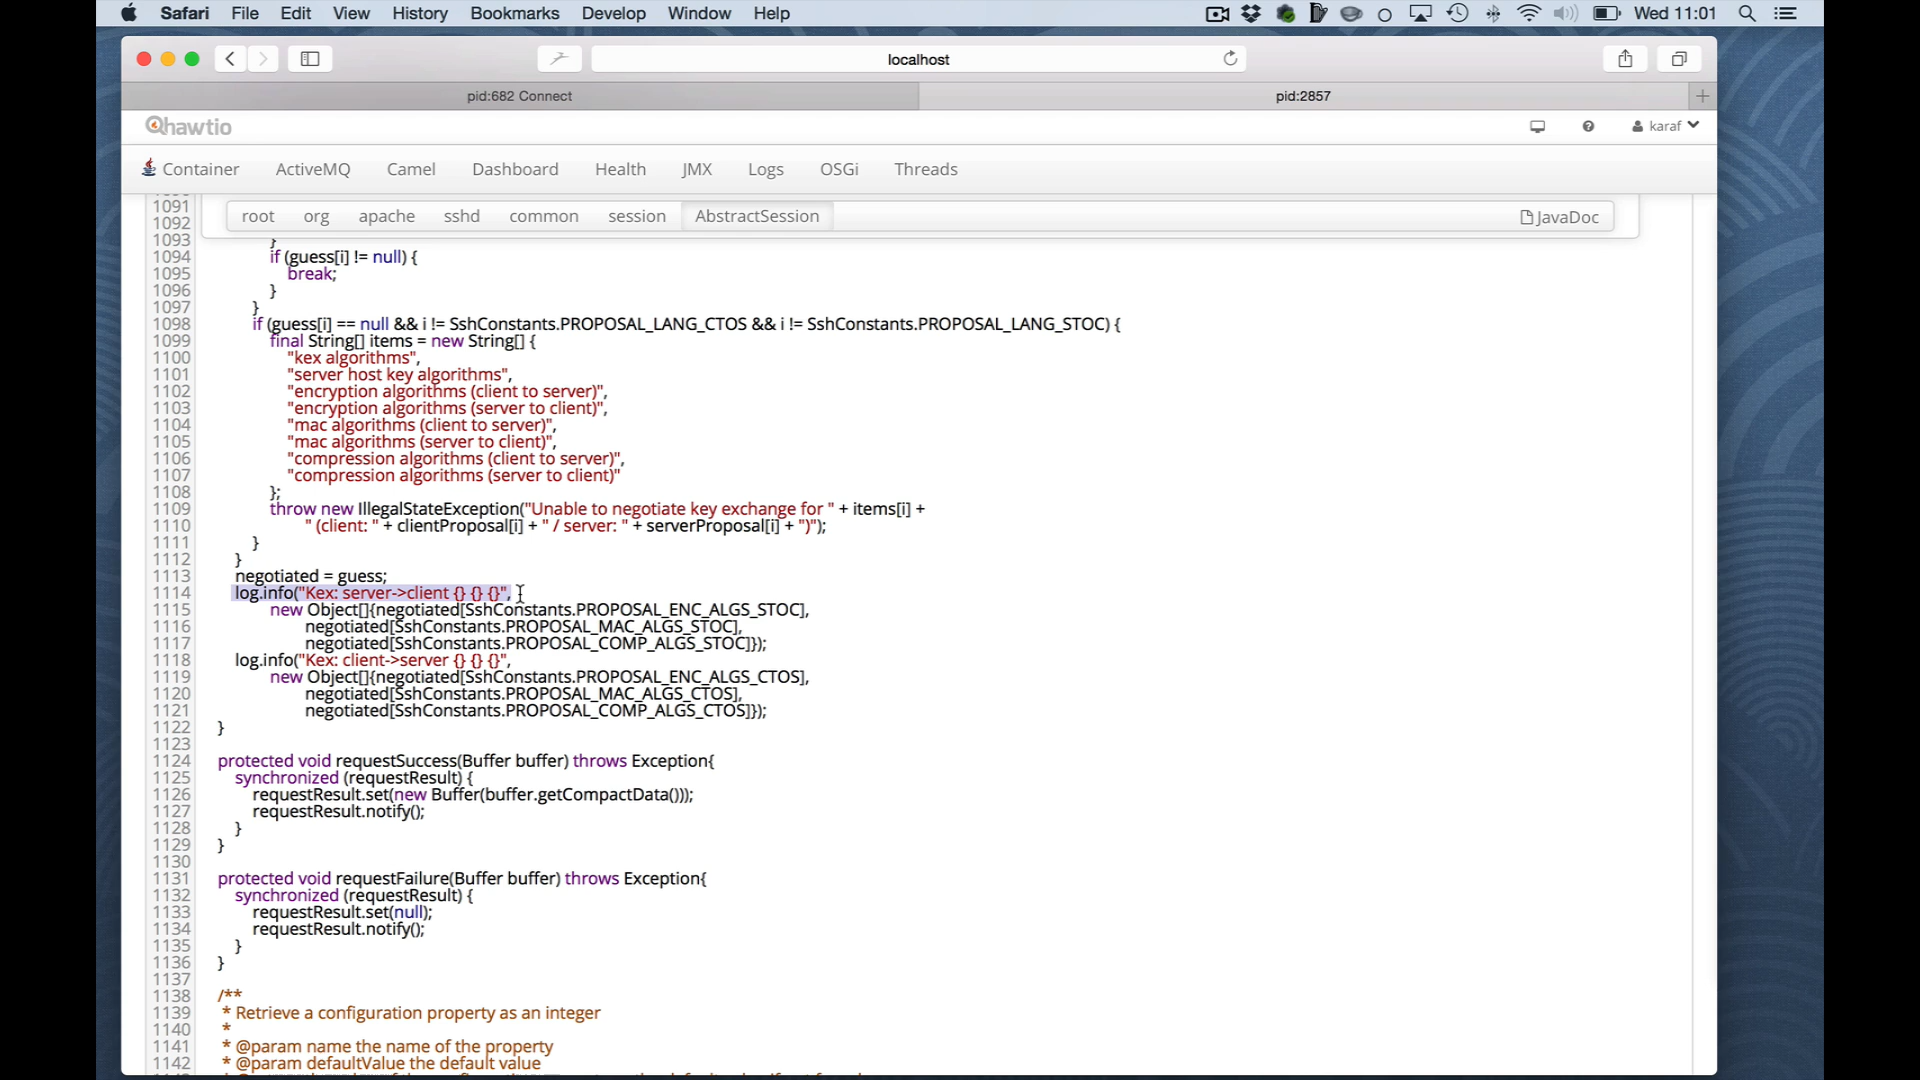 Safari File Edit View History Bookmarks Develop Window Help Wed 11:01
localhost
pid:682 Connect pid:2857 +
hawtio karaf
Container ActiveMQ Camel Dashboard Health JMX Logs OSGi Threads
root org apache sshd common session AbstractSession JavaDoc
1091
1092
1093 }
1094 if (guess[i] != null) {
1095 break;
1096 }
1097 }
1098 if (guess[i] == null && i != SshConstants.PROPOSAL_LANG_CTOS && i != SshConstants.PROPOSAL_LANG_STOC) {
1099 final String[] items = new String[] {
1100 "kex algorithms",
1101 "server host key algorithms",
1102 "encryption algorithms (client to server)",
1103 "encryption algorithms (server to client)",
1104 "mac algorithms (client to server)",
1105 "mac algorithms (server to client)",
1106 "compression algorithms (client to server)",
1107 "compression algorithms (server to client)"
1108 };
1109 throw new IllegalStateException("Unable to negotiate key exchange for " + items[i] +
1110 " (client: " + clientProposal[i] + " / server: " + serverProposal[i] + ")");
1111 }
1112 }
1113 negotiated = guess;
1114 log.info("Kex: server->client {} {} {}",
1115 new Object[]{negotiated[SshConstants.PROPOSAL_ENC_ALGS_STOC],
1116 negotiated[SshConstants.PROPOSAL_MAC_ALGS_STOC],
1117 negotiated[SshConstants.PROPOSAL_COMP_ALGS_STOC]});
1118 log.info("Kex: client->server {} {} {}",
1119 new Object[]{negotiated[SshConstants.PROPOSAL_ENC_ALGS_CTOS],
1120 negotiated[SshConstants.PROPOSAL_MAC_ALGS_CTOS],
1121 negotiated[SshConstants.PROPOSAL_COMP_ALGS_CTOS]});
1122 }
1123
1124 protected void requestSuccess(Buffer buffer) throws Exception{
1125 synchronized (requestResult) {
1126 requestResult.set(new Buffer(buffer.getCompactData()));
1127 requestResult.notify();
1128 }
1129 }
1130
1131 protected void requestFailure(Buffer buffer) throws Exception{
1132 synchronized (requestResult) {
1133 requestResult.set(null);
1134 requestResult.notify();
1135 }
1136 }
1137
1138 /**
1139 * Retrieve a configuration property as an integer
1140 *
1141 * @param name the name of the property
1142 * @param defaultValue the default value